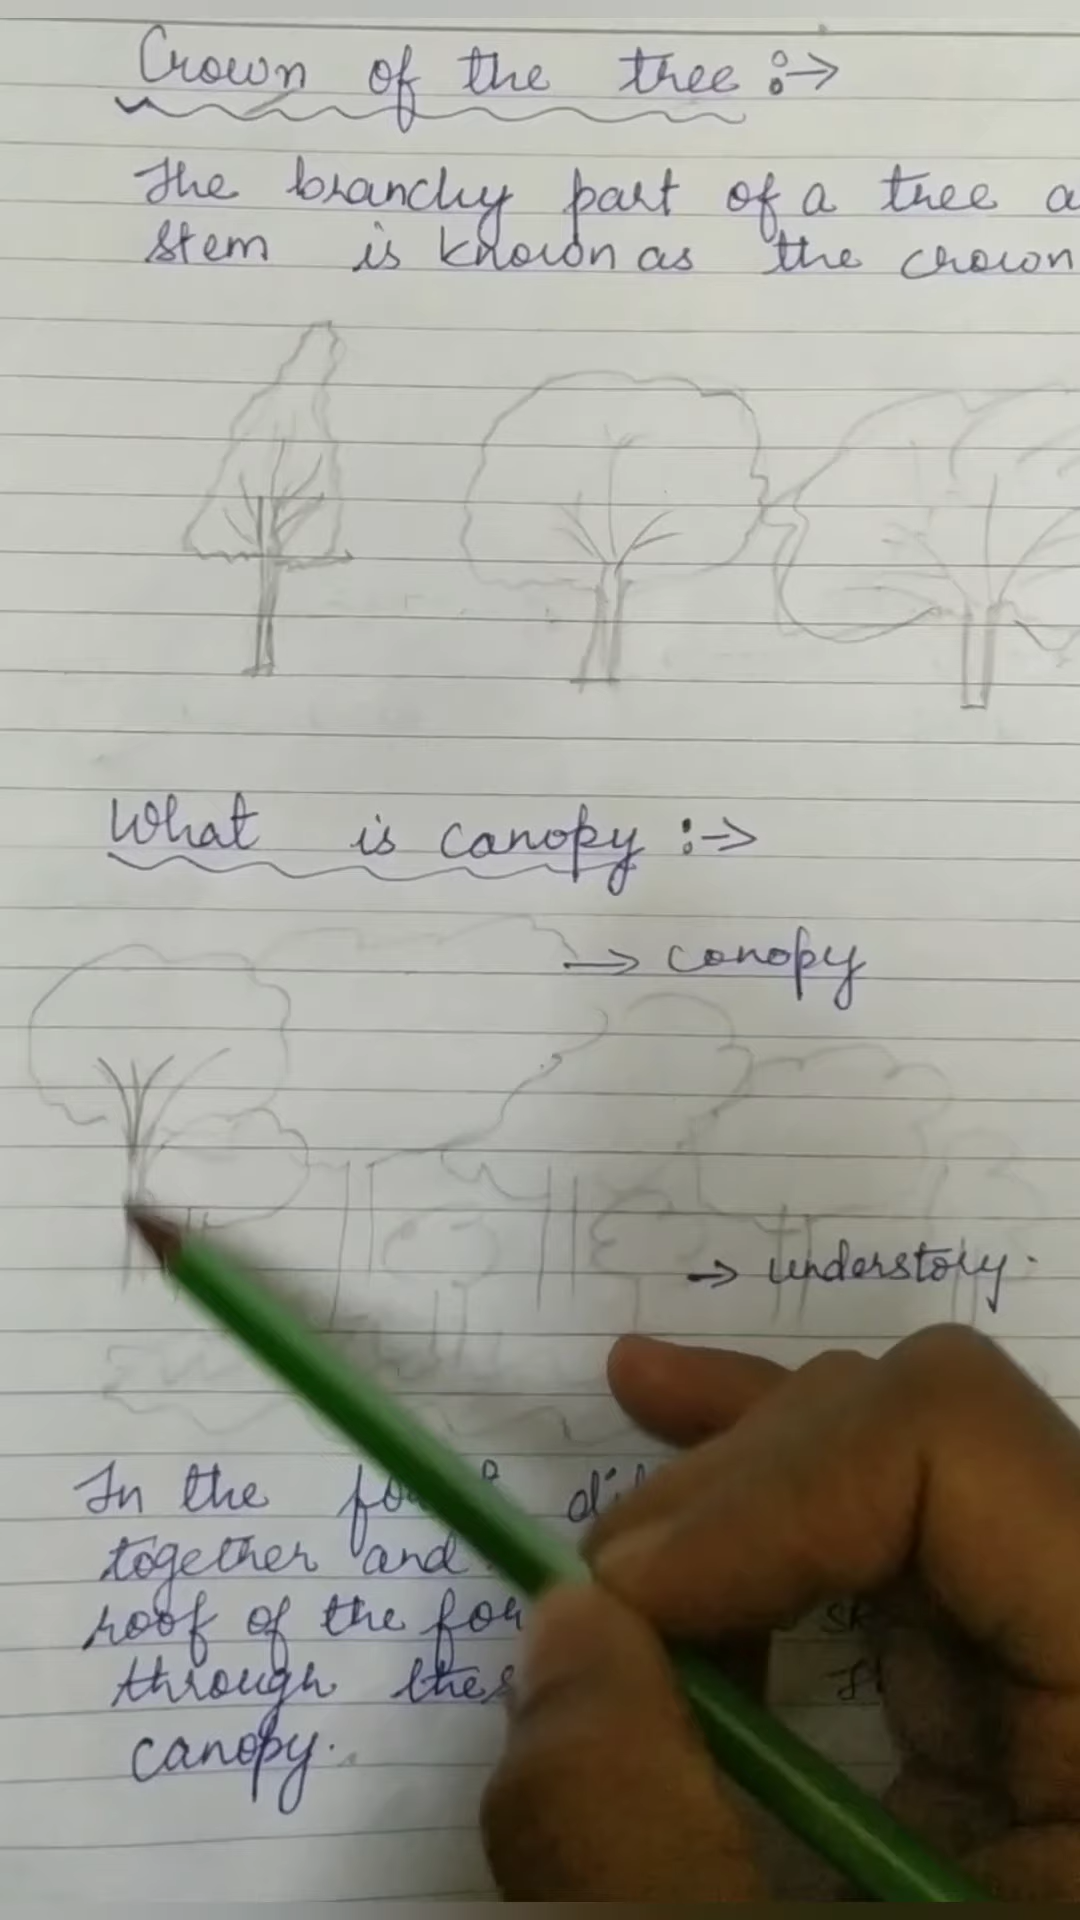 Crown of the tree :→
The branchy part of a tree a
stem is known as the crown
What is canopy :→
→ canopy
→ understory.
In the
together and
roof of the
through
canopy.